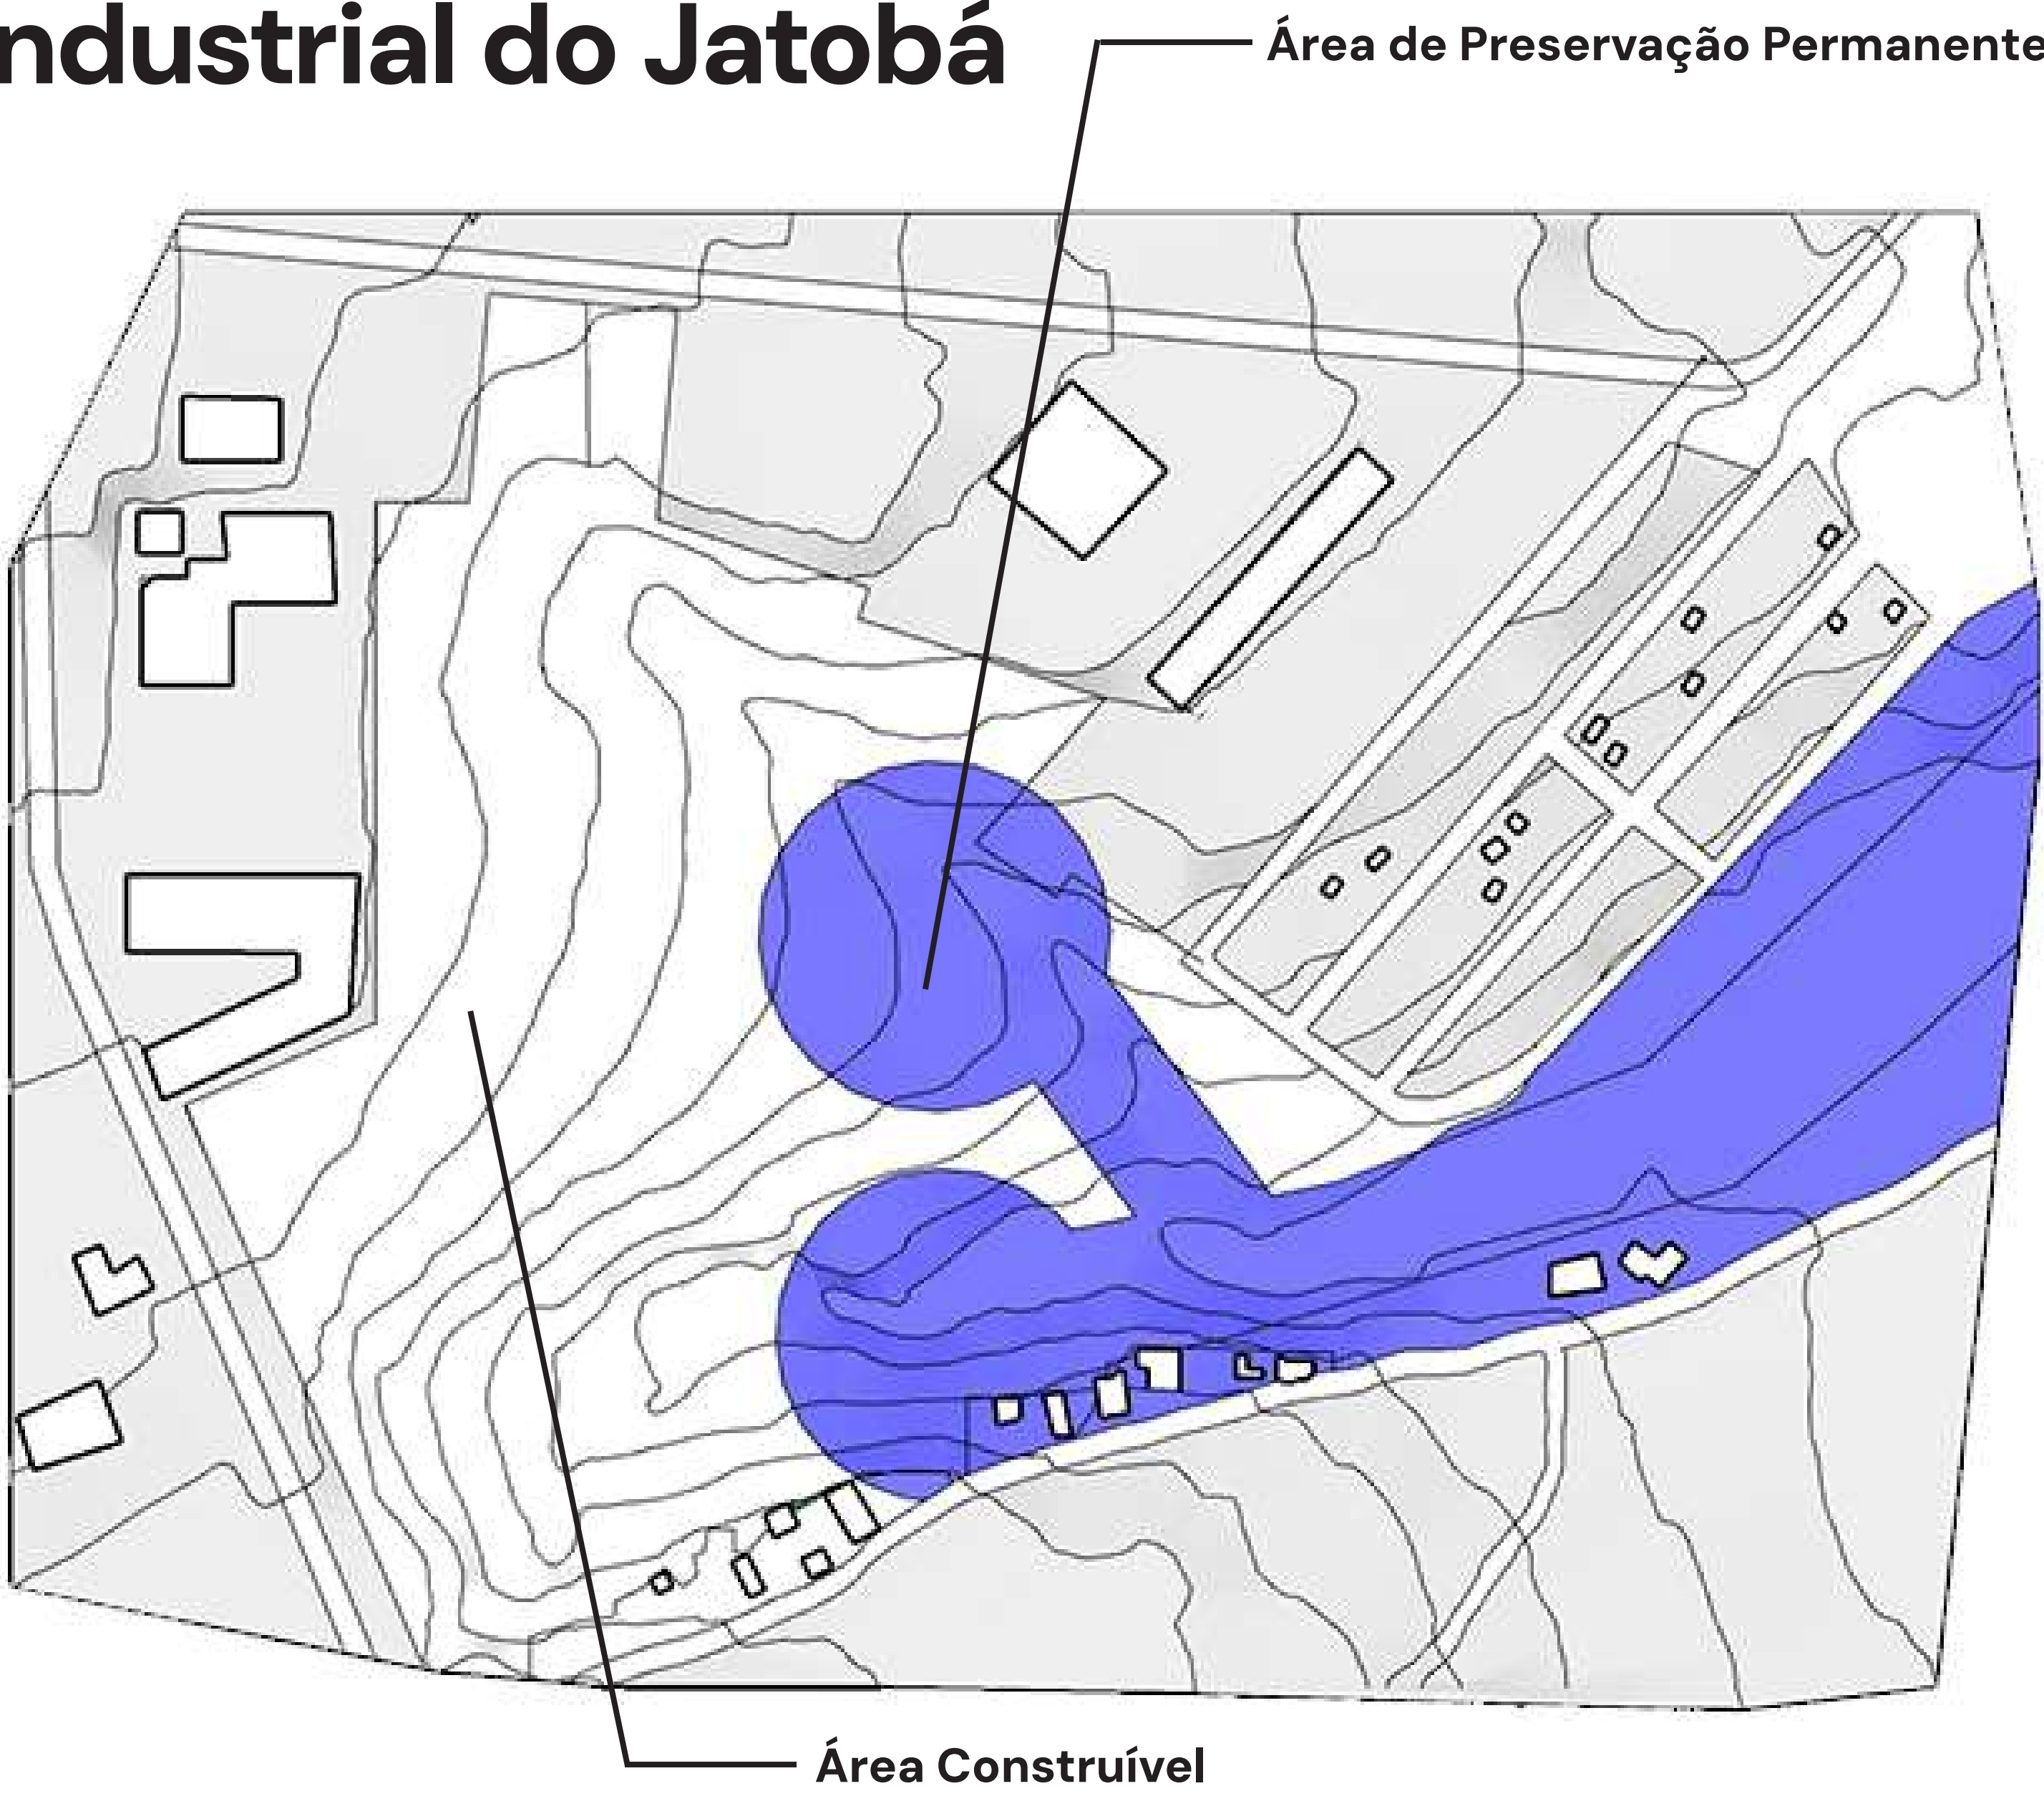 ndustrial do Jatobá
Área de Preservação Permanente
Área Construível